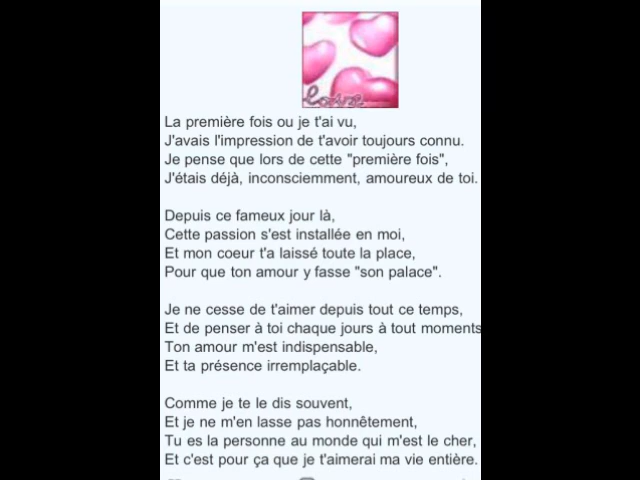 Love
La première fois ou je t'ai vu,
J'avais l'impression de t'avoir toujours connu.
Je pense que lors de cette "première fois",
J'étais déjà, inconsciemment, amoureux de toi.
Depuis ce fameux jour là,
Cette passion s'est installée en moi,
Et mon coeur t'a laissé toute la place,
Pour que ton amour y fasse "son palace".
Je ne cesse de t'aimer depuis tout ce temps,
Et de penser à toi chaque jours à tout moments
Ton amour m'est indispensable,
Et ta présence irremplaçable.
Comme je te le dis souvent,
Et je ne m'en lasse pas honnêtement,
Tu es la personne au monde qui m'est le cher,
Et c'est pour ça que je t'aimerai ma vie entière.